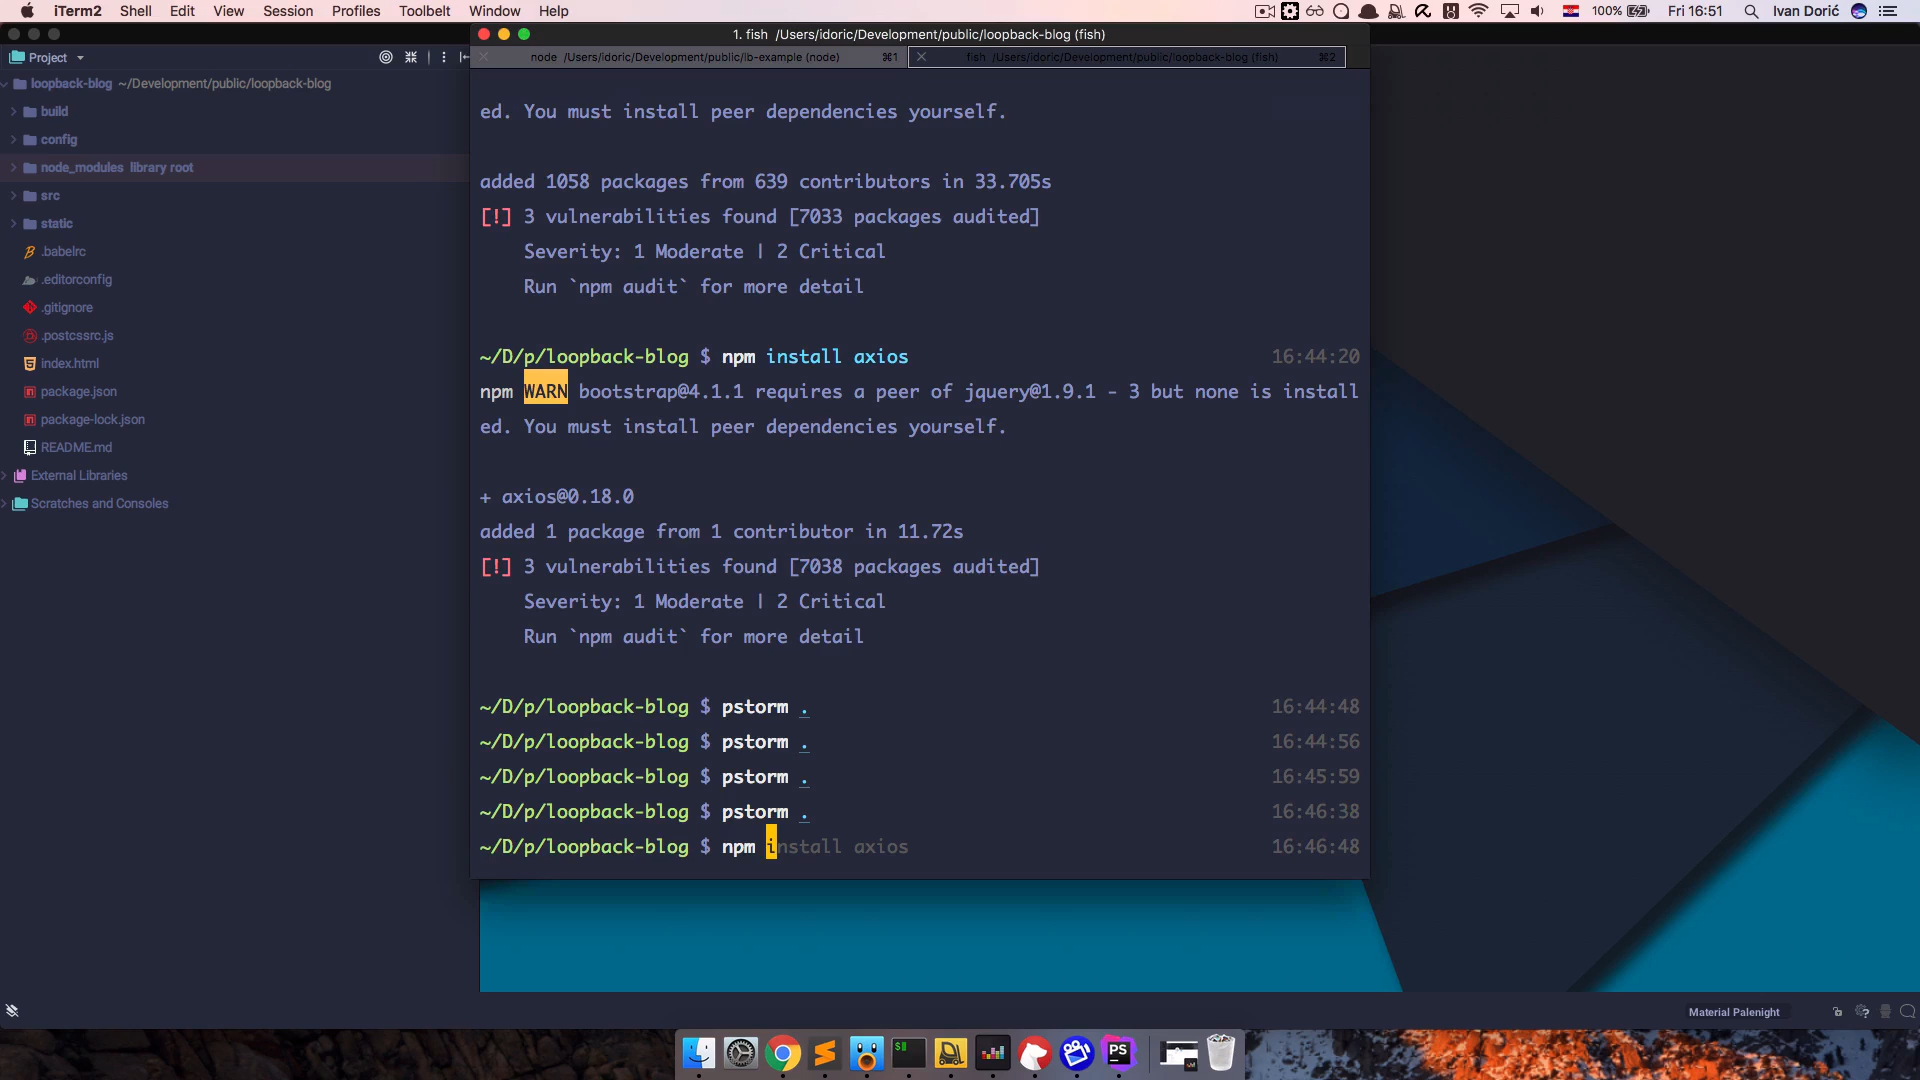 iTerm2 Shell Edit View Session Profiles Toolbelt Window Help 100% Fri 16:51 Ivan Dorić
1. fish /Users/idoric/Development/public/loopback-blog (fish)
node /Users/idoric/Development/public/ib-example (node) ⌘1 fish /Users/idoric/Development/public/loopback-blog (fish) ⌘2
Project
loopback-blog ~/Development/public/loopback-blog
build
config
node_modules library root
src
static
.babelrc
.editorconfig
.gitignore
.postcssrc.js
index.html
package.json
package-lock.json
README.md
External Libraries
Scratches and Consoles
ed. You must install peer dependencies yourself.
added 1058 packages from 639 contributors in 33.705s
[!] 3 vulnerabilities found [7033 packages audited]
Severity: 1 Moderate | 2 Critical
Run `npm audit` for more detail
~/D/p/loopback-blog $ npm install axios 16:44:20
npm WARN bootstrap@4.1.1 requires a peer of jquery@1.9.1 - 3 but none is install
ed. You must install peer dependencies yourself.
+ axios@0.18.0
added 1 package from 1 contributor in 11.72s
[!] 3 vulnerabilities found [7038 packages audited]
Severity: 1 Moderate | 2 Critical
Run `npm audit` for more detail
~/D/p/loopback-blog $ pstorm . 16:44:48
~/D/p/loopback-blog $ pstorm . 16:44:56
~/D/p/loopback-blog $ pstorm . 16:45:59
~/D/p/loopback-blog $ pstorm . 16:46:38
~/D/p/loopback-blog $ npm install axios 16:46:48
Material Palenight
$
PS